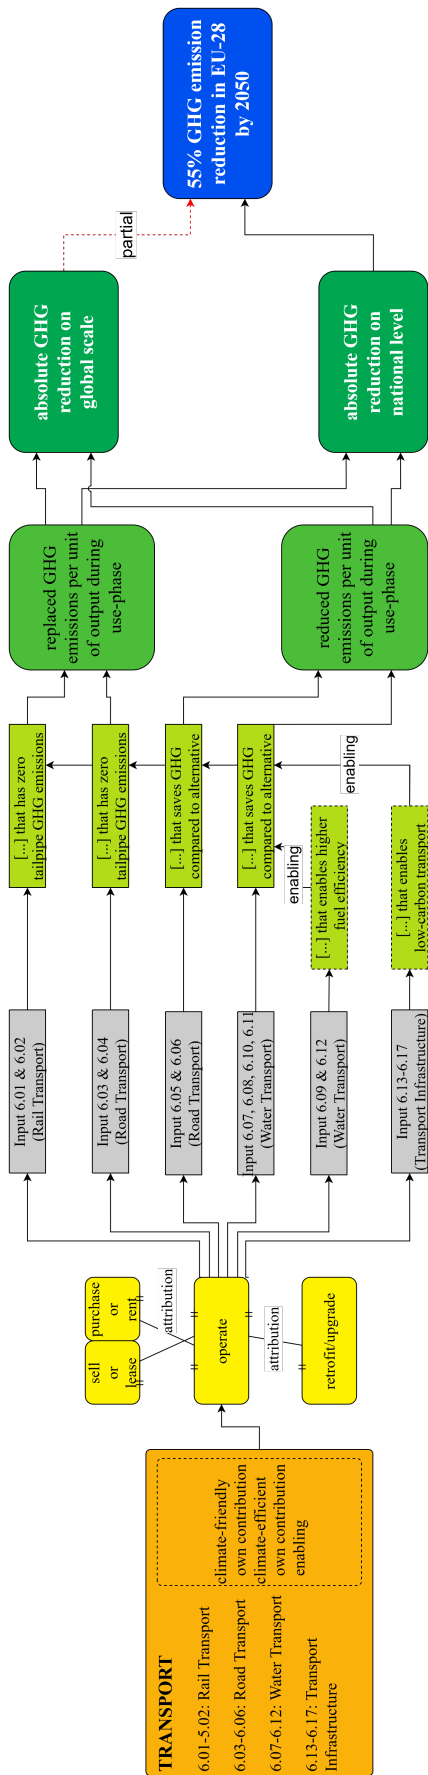 TRANSPORT
6.01-5.02: Rail Transport
6.03-6.06: Road Transport
6.07-6.12: Water Transport
6.13-6.17: Transport
Infrastructure
climate-friendly
own contribution
climate-efficient
own contribution
enabling
sell
or
lease
purchase
or
rent
attribution
operate
attribution
retrofit/upgrade
Input 6.01 & 6.02
(Rail Transport)
Input 6.03 & 6.04
(Road Transport)
Input 6.05 & 6.06
(Road Transport)
Input 6.07, 6.08, 6.10, 6.11
(Water Transport)
Input 6.09 & 6.12
(Water Transport)
Input 6.13-6.17
(Transport Infrastructure)
[...] that has zero
tailpipe GHG emissions
[...] that has zero
tailpipe GHG emissions
[...] that saves GHG
compared to alternative
[...] that saves GHG
compared to alternative
enabling
[...] that enables higher
fuel efficiency
enabling
[...] that enables
low-carbon transport
replaced GHG
emissions per unit
of output during
use-phase
reduced GHG
emissions per unit
of output during
use-phase
absolute GHG
reduction on
global scale
absolute GHG
reduction on
national level
partial
55% GHG emission
reduction in EU-28
by 2050